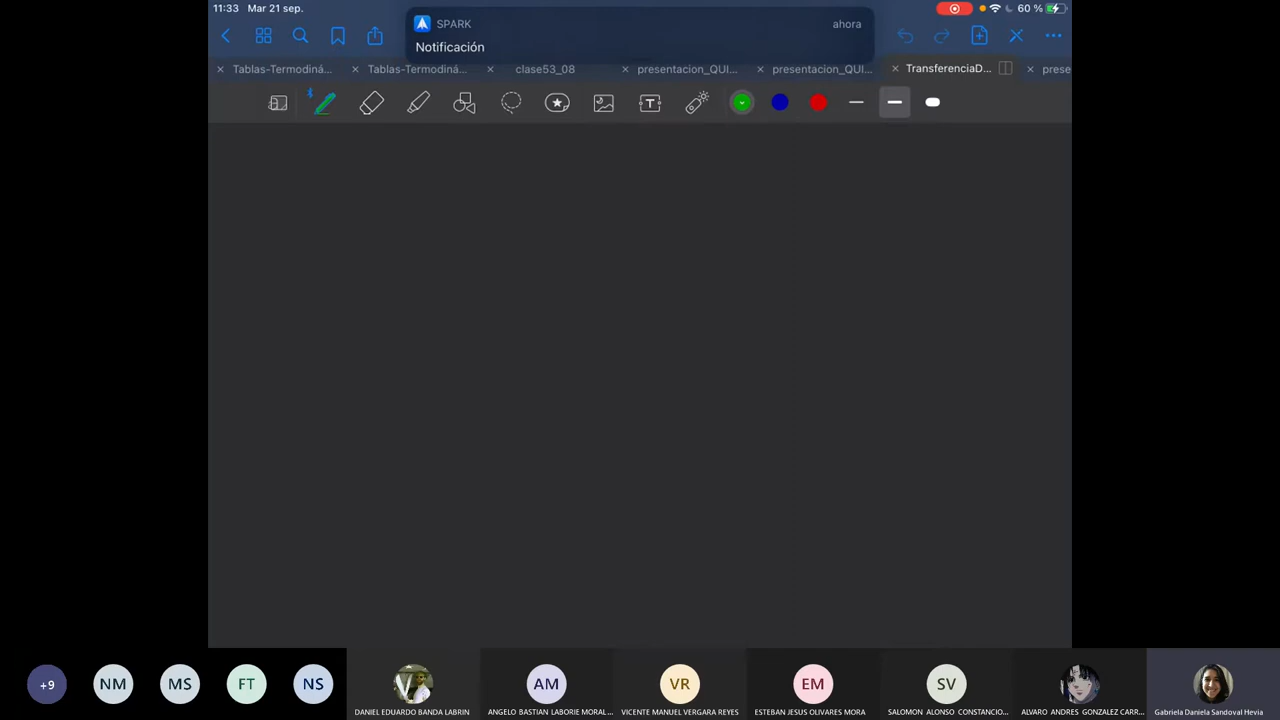 11:33 Mar 21 sep.
60 %
SPARK
ahora
Notificación
Tablas-Termodiná...
Tablas-Termodiná...
clase53_08
presentacion_QUI...
presentacion_QUI...
TransferenciaD...
prese
T
+9
NM
MS
FT
NS
AM
VR
EM
SV
DANIEL EDUARDO BANDA LABRIN
ANGELO BASTIAN LABORIE MORAL...
VICENTE MANUEL VERGARA REYES
ESTEBAN JESUS OLIVARES MORA
SALOMON ALONSO CONSTANCIO...
ALVARO ANDRES GONZALEZ CARR...
Gabriela Daniela Sandoval Hevia